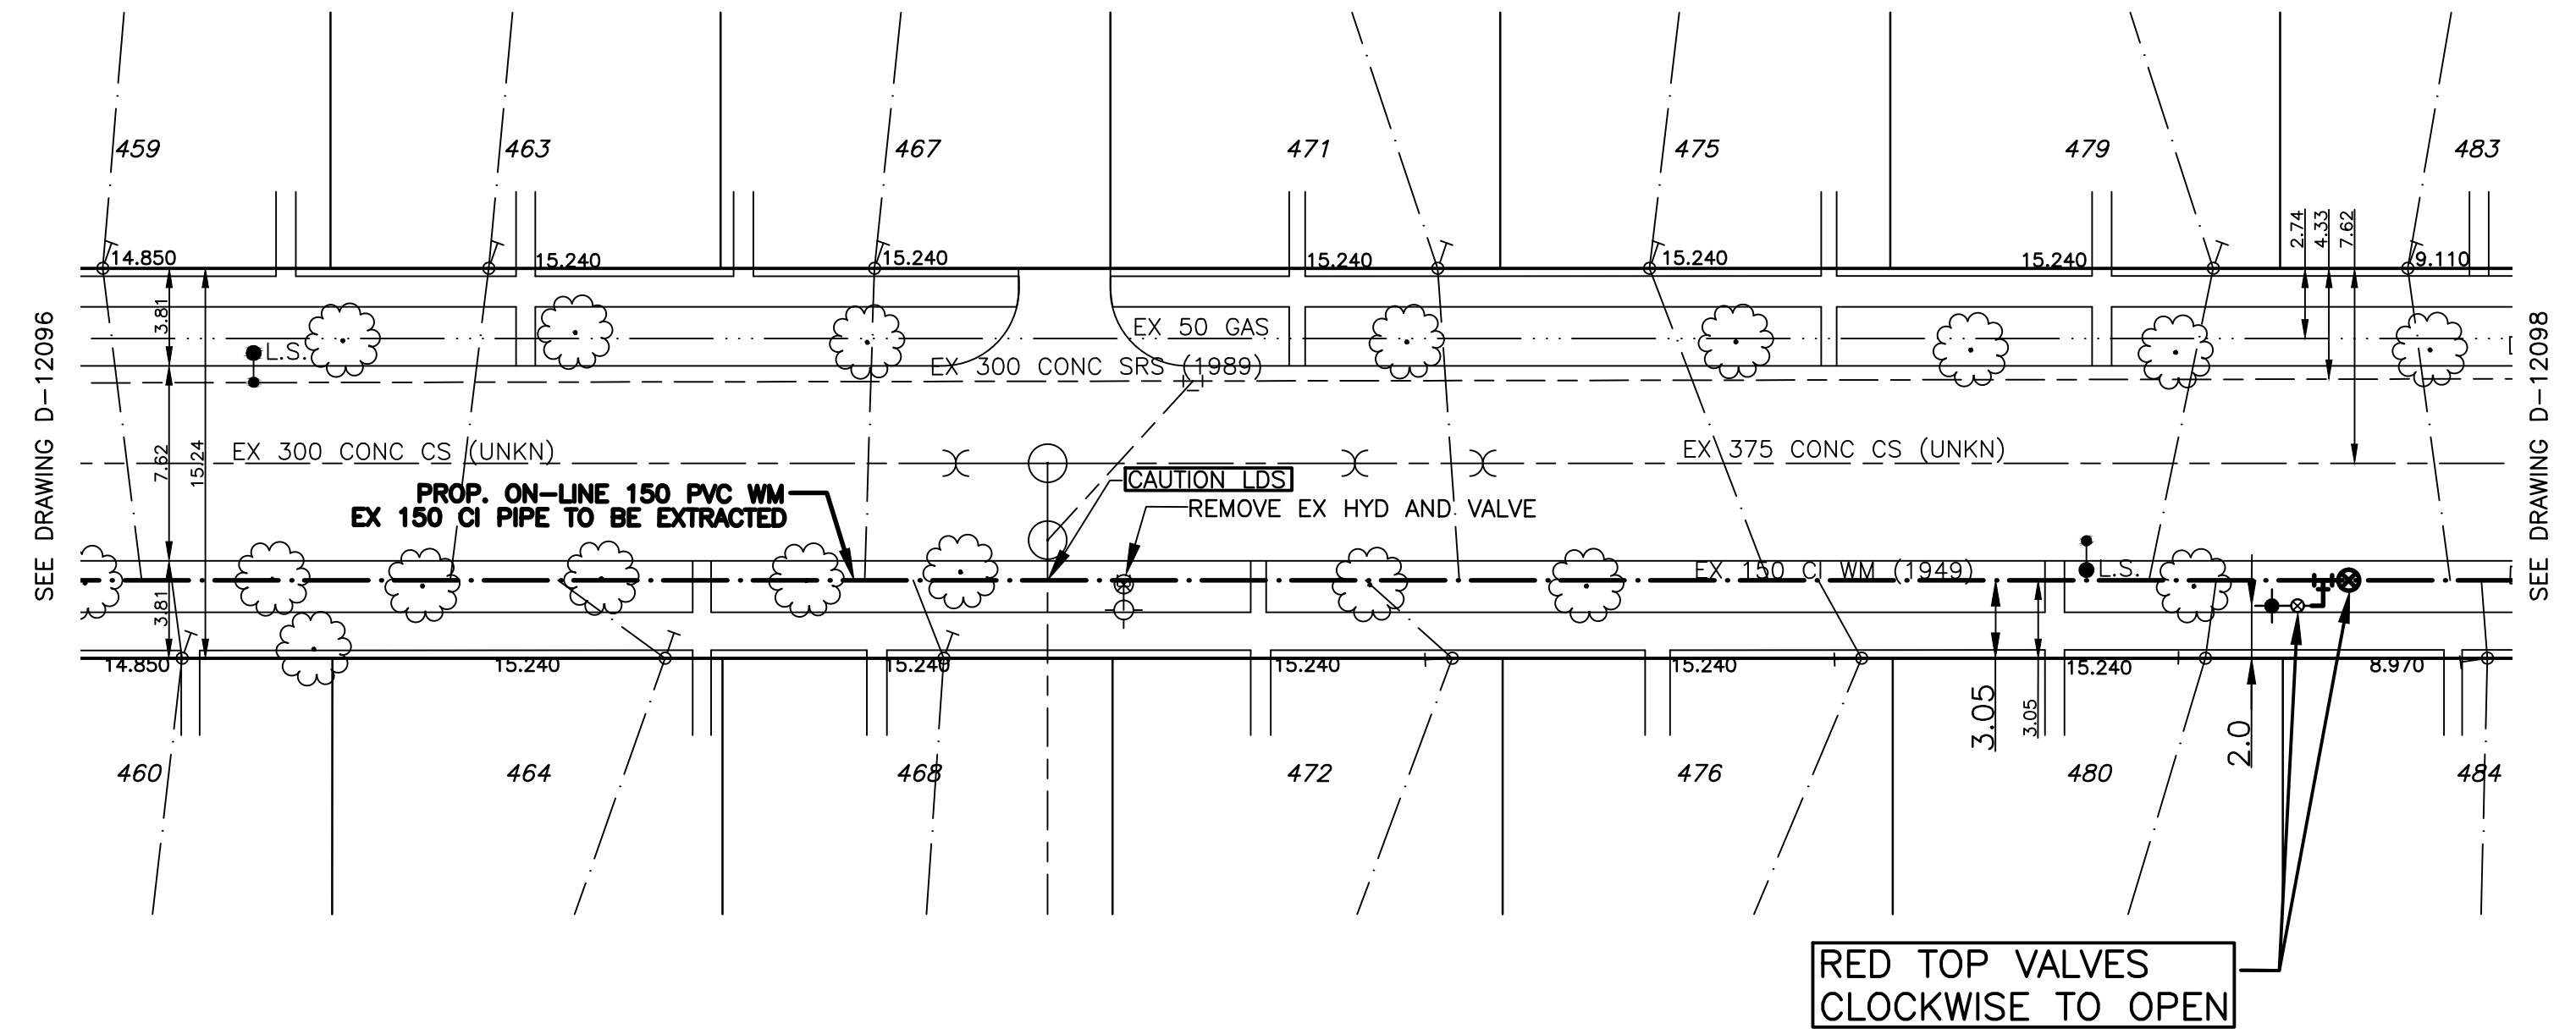 459 463 467 471 475 479 483
2.74 4.33 7.62
14.850 15.240 15.240 15.240 15.240 15.240 9.110
3.81
EX 50 GAS
L.S.
EX 300 CONC SRS (1989)
SEE DRAWING D-12096
SEE DRAWING D-12098
7.62 15.24
EX 300 CONC CS (UNKN)
EX 375 CONC CS (UNKN)
CAUTION LDS
PROP. ON-LINE 150 PVC WM
EX 150 CI PIPE TO BE EXTRACTED
REMOVE EX HYD AND VALVE
EX 150 CI WM (1949)
L.S.
3.81
14.850 15.240 15.240 15.240 15.240 15.240 8.970
3.05 3.05 2.0
460 464 468 472 476 480 484
RED TOP VALVES
CLOCKWISE TO OPEN